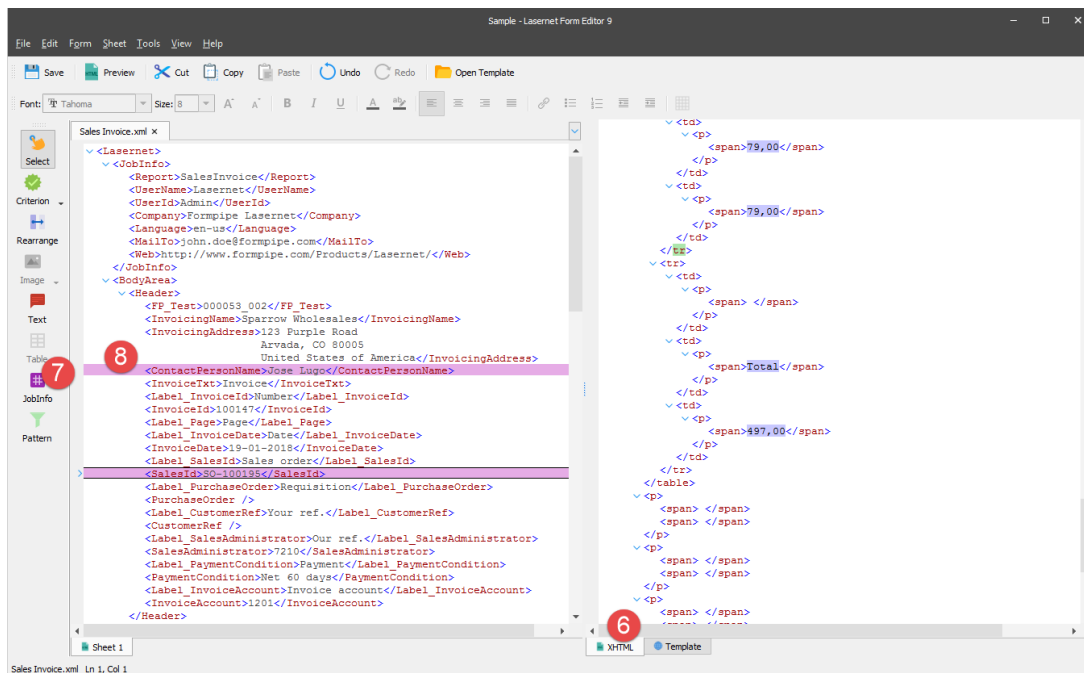 Sample - Lasernet Form Editor 9
File Edit Form Sheet Tools View Help
Save Preview Cut Copy Paste Undo Redo Open Template
Font: Tahoma Size: 8 A A B I U A ab
Select
Criterion
Rearrange
Image
Text
Table
7
JobInfo
Pattern
Sales Invoice.xml ×
<Lasernet>
<JobInfo>
<Report>SalesInvoice</Report>
<UserName>Lasernet</UserName>
<UserId>Admin</UserId>
<Company>Formpipe Lasernet</Company>
<Language>en-us</Language>
<MailTo>john.doe@formpipe.com</MailTo>
<Web>http://www.formpipe.com/Products/Lasernet/</Web>
</JobInfo>
<BodyArea>
<Header>
<FP_Test>000053_002</FP_Test>
<InvoicingName>Sparrow Wholesales</InvoicingName>
<InvoicingAddress>123 Purple Road
Arvada, CO 80005
United States of America</InvoicingAddress>
8
<ContactPersonName>Jose Lugo</ContactPersonName>
<InvoiceTxt>Invoice</InvoiceTxt>
<Label_InvoiceId>Number</Label_InvoiceId>
<InvoiceId>100147</InvoiceId>
<Label_Page>Page</Label_Page>
<Label_InvoiceDate>Date</Label_InvoiceDate>
<InvoiceDate>19-01-2018</InvoiceDate>
<Label_SalesId>Sales order</Label_SalesId>
<SalesId>SO-100195</SalesId>
<Label_PurchaseOrder>Requisition</Label_PurchaseOrder>
<PurchaseOrder />
<Label_CustomerRef>Your ref.</Label_CustomerRef>
<CustomerRef />
<Label_SalesAdministrator>Our ref.</Label_SalesAdministrator>
<SalesAdministrator>7210</SalesAdministrator>
<Label_PaymentCondition>Payment</Label_PaymentCondition>
<PaymentCondition>Net 60 days</PaymentCondition>
<Label_InvoiceAccount>Invoice account</Label_InvoiceAccount>
<InvoiceAccount>1201</InvoiceAccount>
</Header>
Sheet 1
<td>
<p>
<span>79,00</span>
</p>
</td>
<td>
<p>
<span>79,00</span>
</p>
</td>
</tr>
<tr>
<td>
<p>
<span> </span>
</p>
</td>
<td>
<p>
<span>Total</span>
</p>
</td>
<td>
<p>
<span>497,00</span>
</p>
</td>
</tr>
</table>
<p>
<span> </span>
<span> </span>
</p>
<p>
<span> </span>
<span> </span>
</p>
<p>
<span> </span>
6
XHTML Template
Sales Invoice.xml Ln 1, Col 1